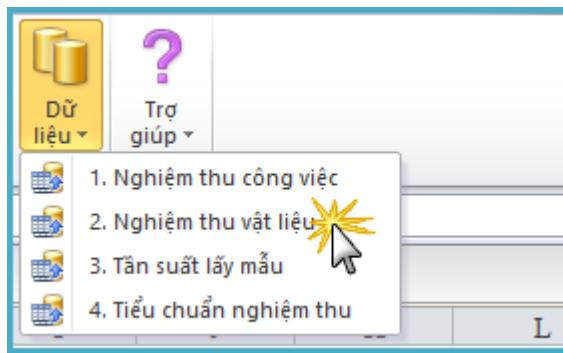 Dữ
liệu
Trợ
giúp
1. Nghiệm thu công việc
2. Nghiệm thu vật liệu
3. Tần suất lấy mẫu
4. Tiểu chuẩn nghiệm thu
L